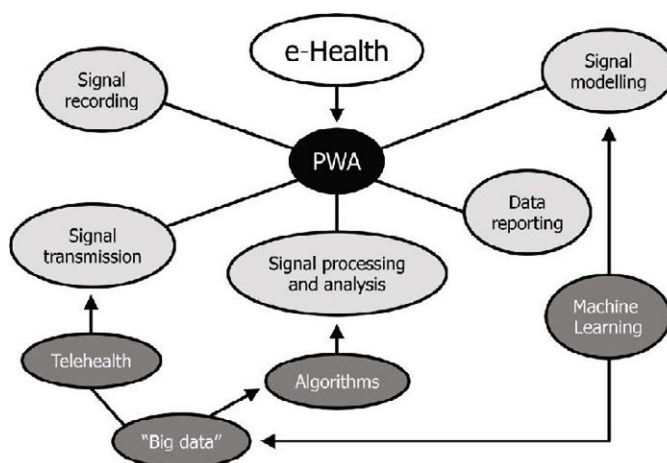 e-Health
Signal
recording
Signal
modelling
PWA
Data
reporting
Signal
transmission
Signal processing
and analysis
Machine
Learning
Telehealth
Algorithms
"Big data"